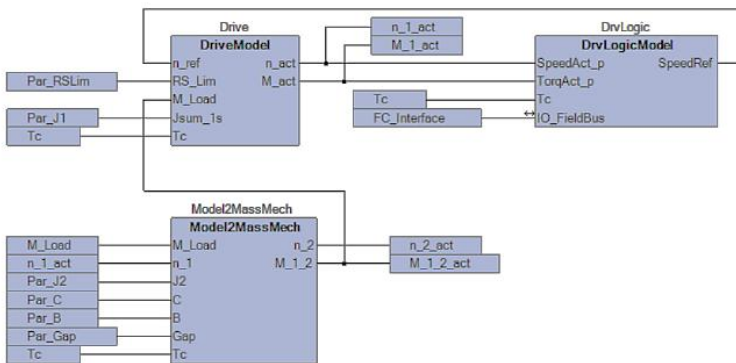 Drive
DriveModel
n_ref n_act
RS_Lim M_act
M_Load
Jsum_1s
Tc
Par_RSLim
Par_J1
Tc
n_1_act
M_1_act
DrvLogic
DrvLogicModel
SpeedAct_p SpeedRef
TorqAct_p
Tc
IO_FieldBus
Tc
FC_Interface
Model2MassMech
Model2MassMech
M_Load n_2
n_1 M_1_2
J2
C
B
Gap
Tc
M_Load
n_1_act
Par_J2
Par_C
Par_B
Par_Gap
Tc
n_2_act
M_1_2_act